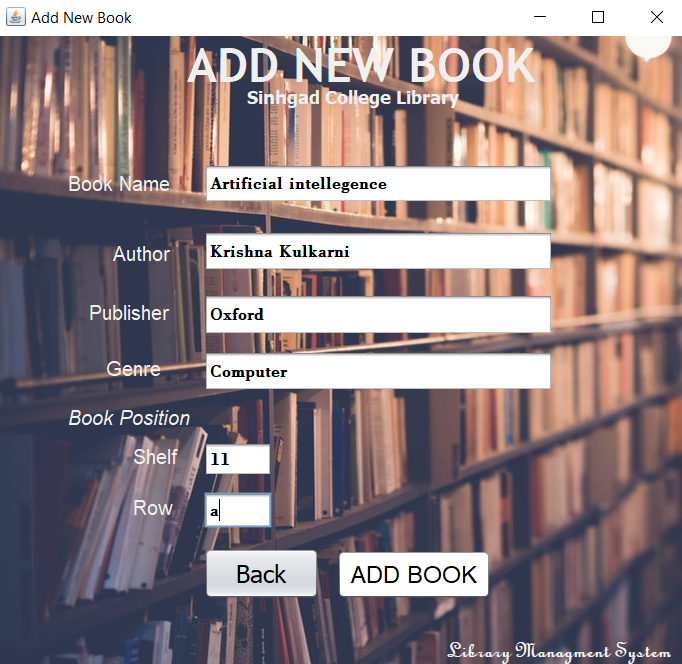 Add New Book
ADD NEW BOOK
Sinhgad College Library
Book Name Artificial intellegence
Author Krishna Kulkarni
Publisher Oxford
Genre Computer
Book Position
Shelf 11
Row a
Back ADD BOOK
Library Managment System